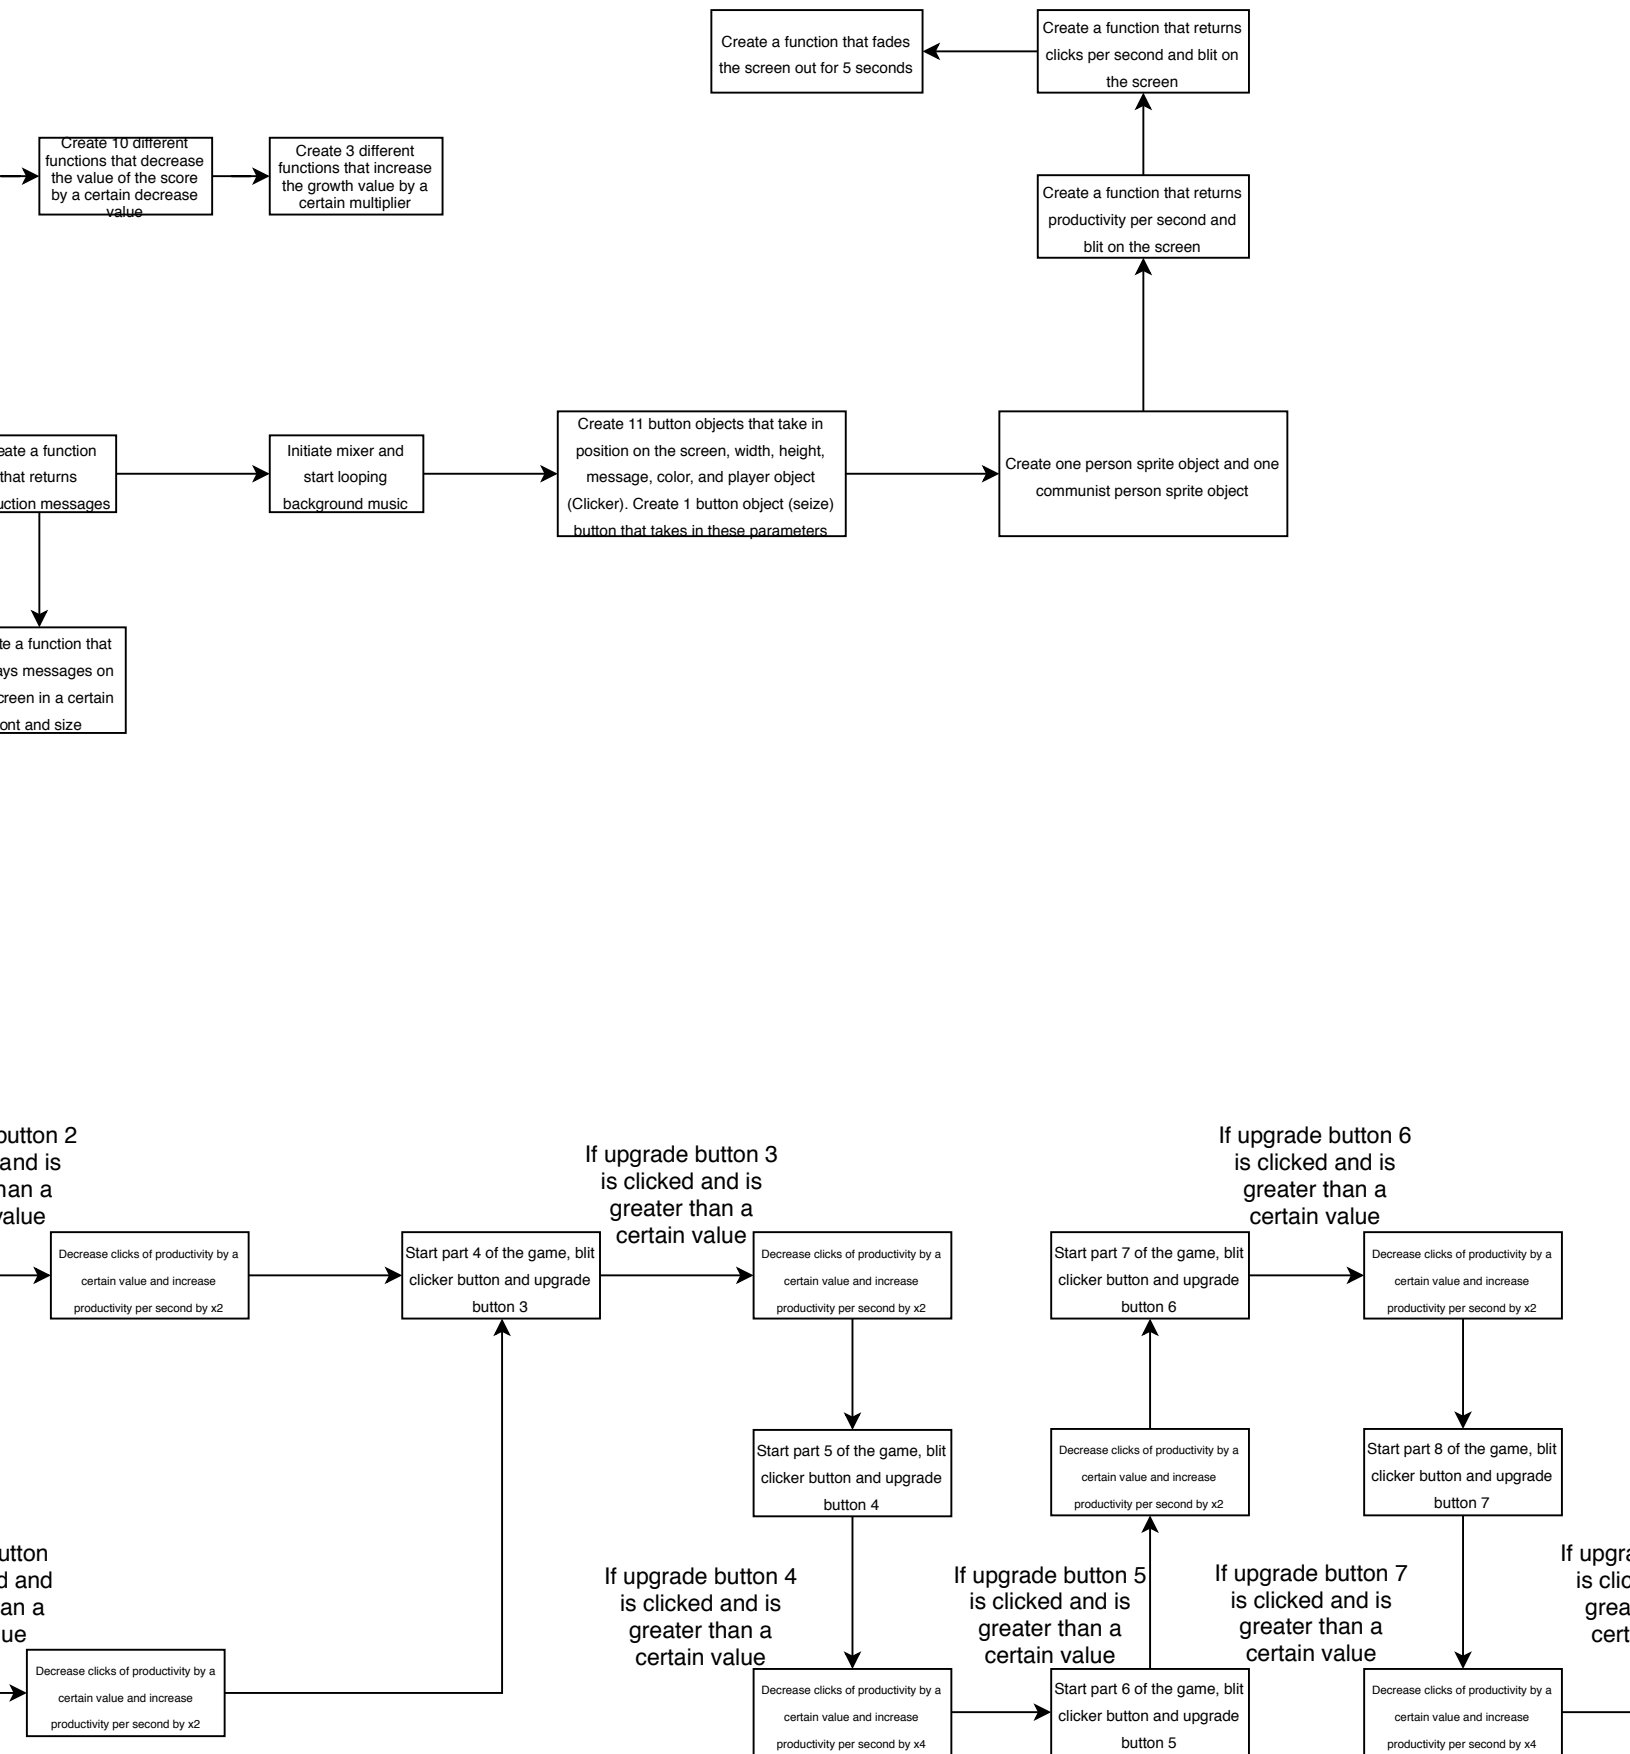 Create a function that fades
the screen out for 5 seconds
Create a function that returns
clicks per second and blit on
the screen
Create 10 different
functions that decrease
the value of the score
by a certain decrease
value
Create 3 different
functions that increase
the growth value by a
certain multiplier
Create a function that returns
productivity per second and
blit on the screen
a function
that returns
messages
Initiate mixer and
start looping
background music
Create 11 button objects that take in
position on the screen, width, height,
message, color, and player object
(Clicker). Create 1 button object (seize)
button that takes in these parameters
Create one person sprite object and one
communist person sprite object
a function that
messages on
in a certain
and size
button 2
and is
a
If upgrade button 3
is clicked and is
greater than a
certain value
If upgrade button 6
is clicked and is
greater than a
certain value
Decrease clicks of productivity by a
certain value and increase
productivity per second by x2
Start part 4 of the game, blit
clicker button and upgrade
button 3
Decrease clicks of productivity by a
certain value and increase
productivity per second by x2
Start part 7 of the game, blit
clicker button and upgrade
button 6
Decrease clicks of productivity by a
certain value and increase
productivity per second by x2
Start part 5 of the game, blit
clicker button and upgrade
button 4
Decrease clicks of productivity by a
certain value and increase
productivity per second by x2
Start part 8 of the game, blit
clicker button and upgrade
button 7
and
a
If upgrade button 4
is clicked and is
greater than a
certain value
If upgrade button 5
is clicked and is
greater than a
certain value
If upgrade button 7
is clicked and is
greater than a
certain value
If
is
Decrease clicks of productivity by a
certain value and increase
productivity per second by x2
Decrease clicks of productivity by a
certain value and increase
productivity per second by x4
Start part 6 of the game, blit
clicker button and upgrade
button 5
Decrease clicks of productivity by a
certain value and increase
productivity per second by x4